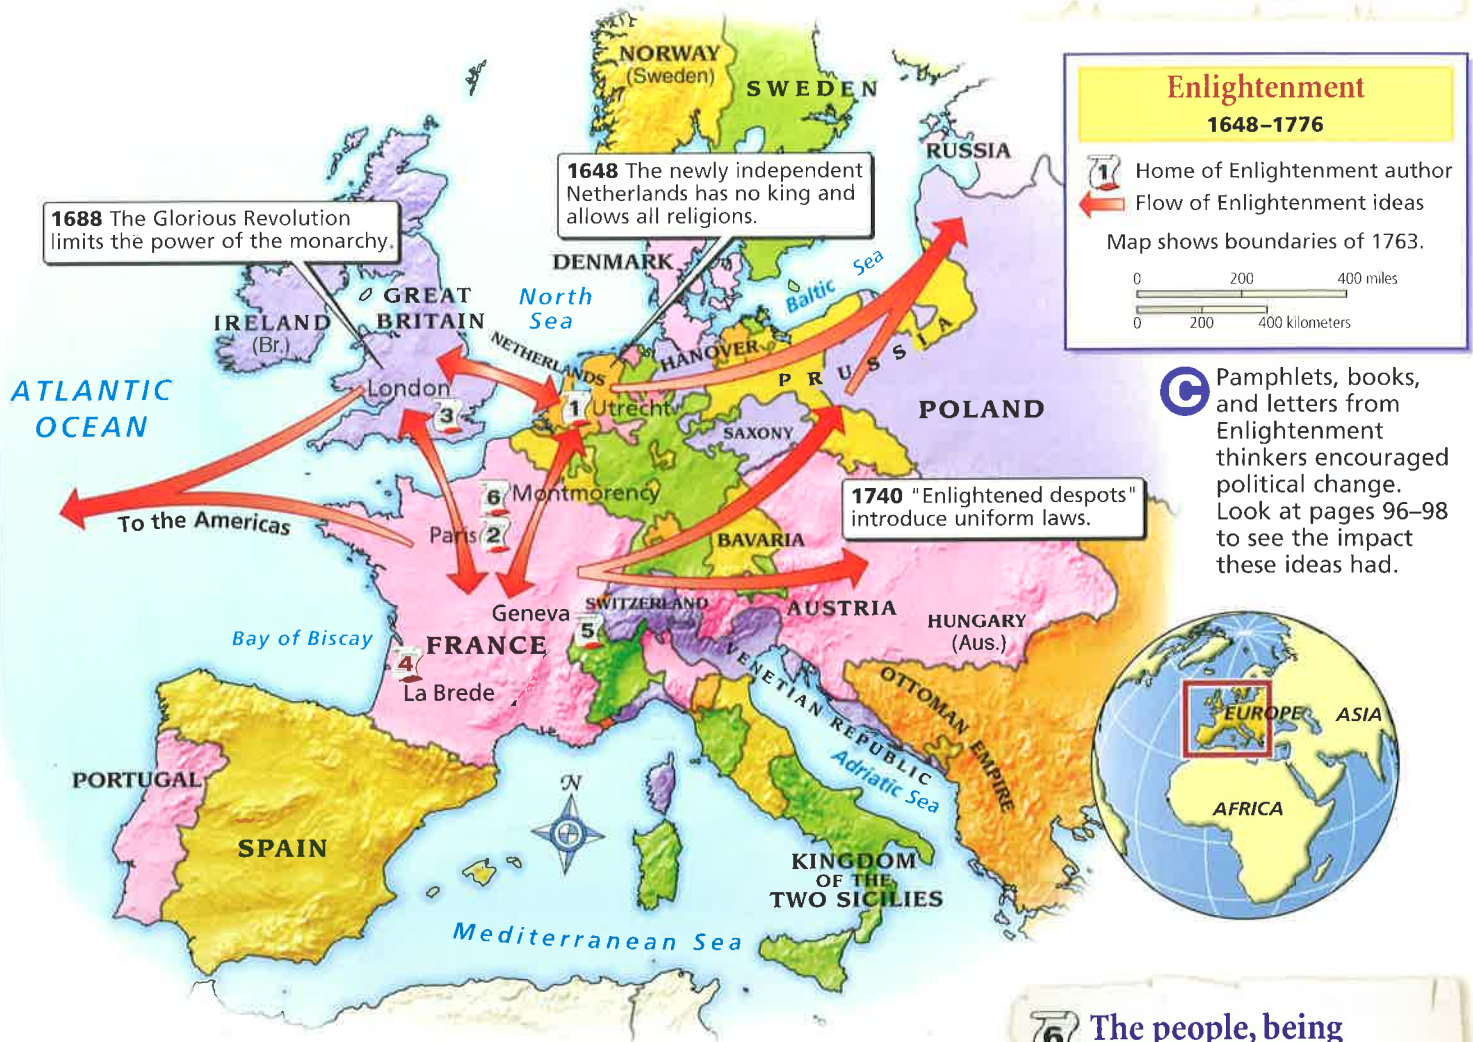 NORWAY
(Sweden)
SWEDEN
RUSSIA
Enlightenment
1648–1776
1 Home of Enlightenment author
Flow of Enlightenment ideas
Map shows boundaries of 1763.
0 200 400 miles
0 200 400 kilometers
1688 The Glorious Revolution
limits the power of the monarchy.
1648 The newly independent
Netherlands has no king and
allows all religions.
DENMARK
Baltic Sea
North
Sea
GREAT
BRITAIN
IRELAND
(Br.)
NETHERLANDS
HANOVER
PRUSSIA
ATLANTIC
OCEAN
London
3
1 Utrecht
SAXONY
POLAND
C Pamphlets, books,
and letters from
Enlightenment
thinkers encouraged
political change.
Look at pages 96–98
to see the impact
these ideas had.
6 Montmorency
Paris 2
To the Americas
1740 "Enlightened despots"
introduce uniform laws.
BAVARIA
Geneva
5
SWITZERLAND
AUSTRIA
HUNGARY
(Aus.)
Bay of Biscay
FRANCE
4
La Brede
VENETIAN REPUBLIC
OTTOMAN EMPIRE
Adriatic Sea
EUROPE
ASIA
AFRICA
PORTUGAL
SPAIN
N
KINGDOM
OF THE
TWO SICILIES
Mediterranean Sea
6 The people, being